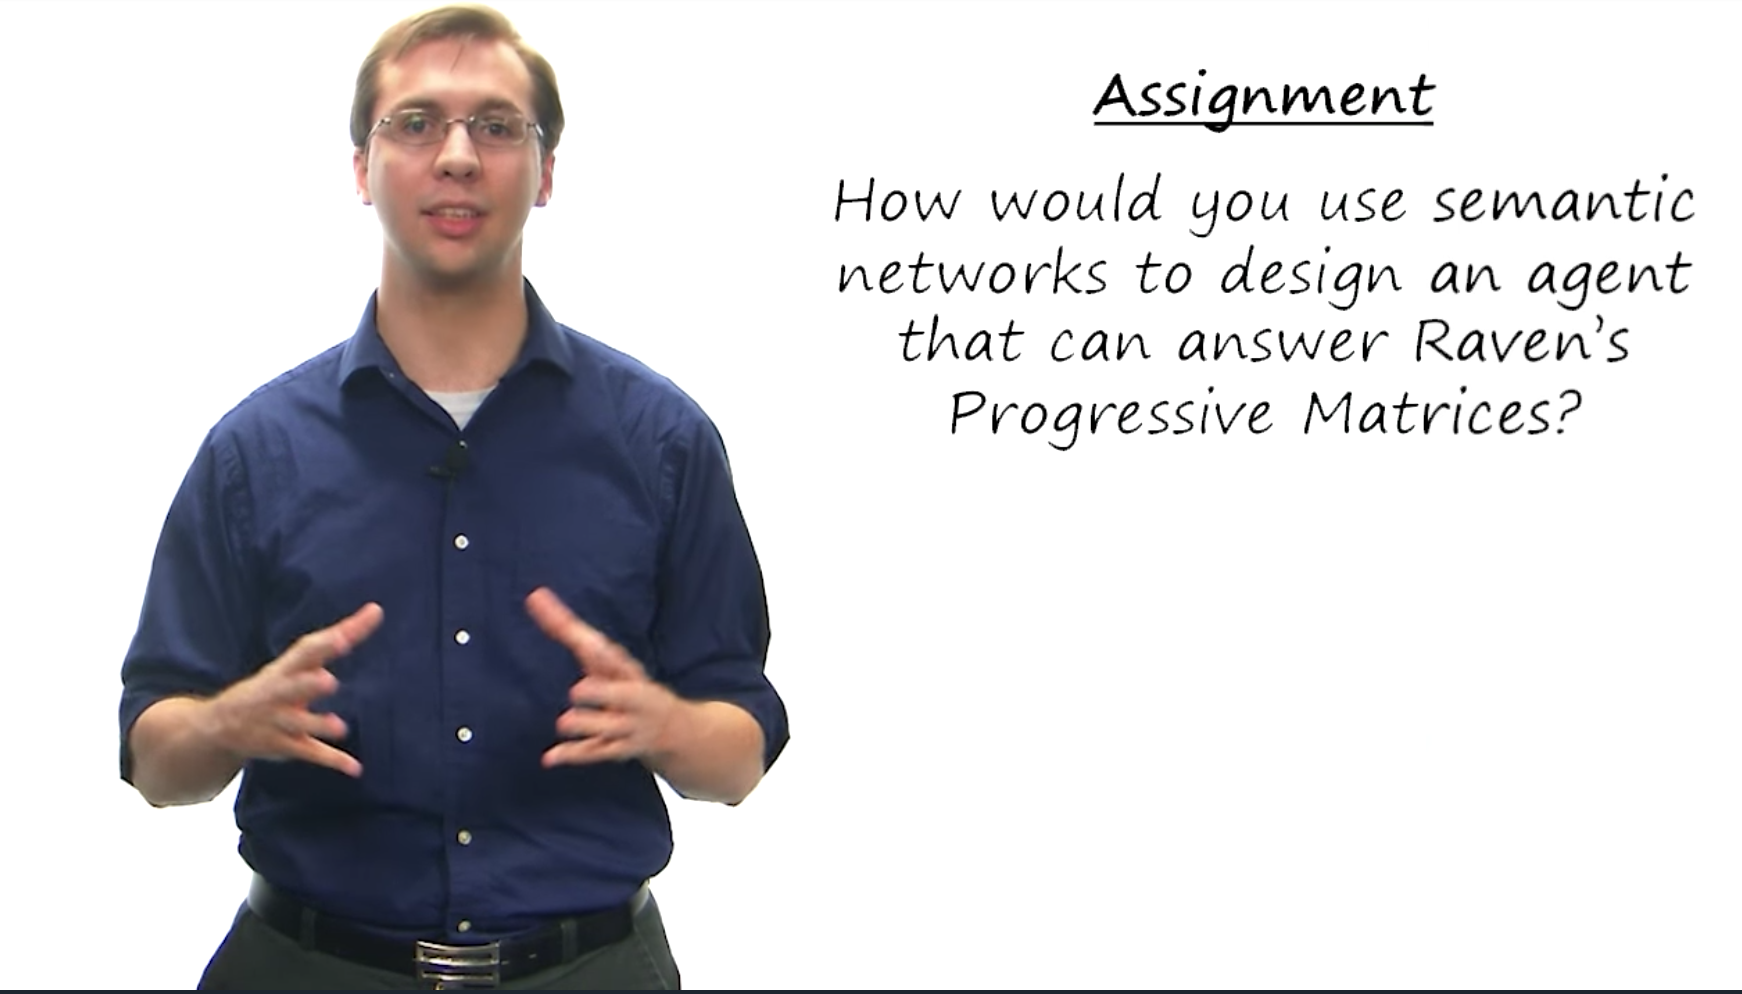 Assignment
How would you use semantic
networks to design an agent
that can answer Raven's
Progressive Matrices?